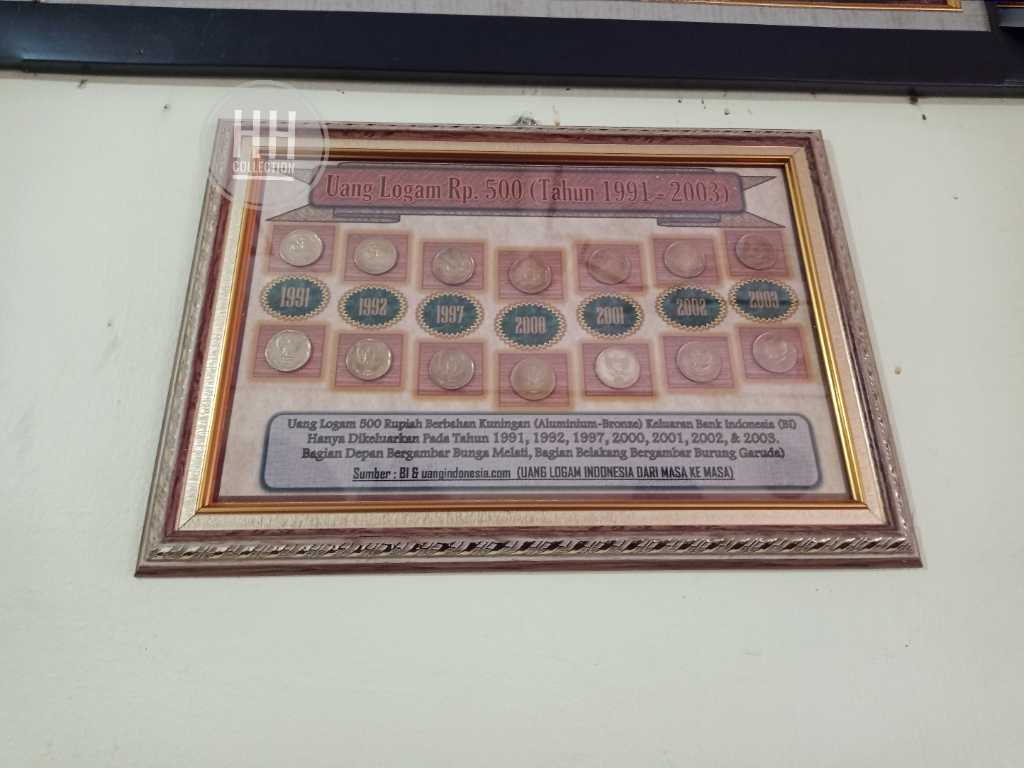 HH
COLLECTION
Uang Logam Rp. 500 (Tahun 1991 - 2003)
1991 1992 1997 2000 2001 2002 2003
Uang Logam 500 Rupiah Berbahan Kuningan (Aluminium-Bronze) Keluaran Bank Indonesia (BI)
Hanya Dikeluarkan Pada Tahun 1991, 1992, 1997, 2000, 2001, 2002, & 2003.
Bagian Depan Bergambar Bunga Melati, Bagian Belakang Bergambar Burung Garuda)
Sumber : BI & uangindonesia.com (UANG LOGAM INDONESIA DARI MASA KE MASA)